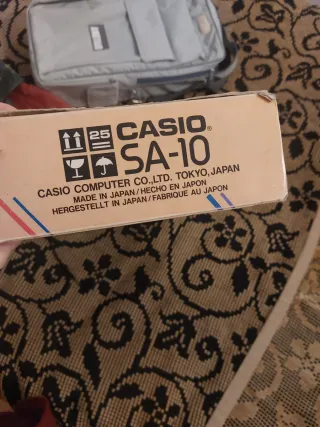 25 CASIO®
SA-10
CASIO COMPUTER CO.,LTD. TOKYO,JAPAN
MADE IN JAPAN/HECHO EN JAPON
HERGESTELLT IN JAPAN/FABRIQUE AU JAPON